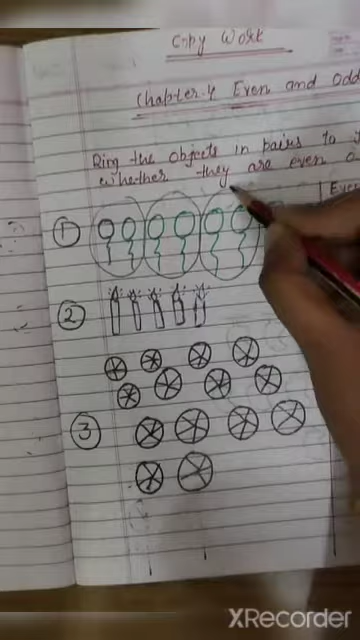 Copy Work
Chapter-4 Even and Odd
Ring the objects in pairs to
whether they are even
Even
1
2
3
XRecorder